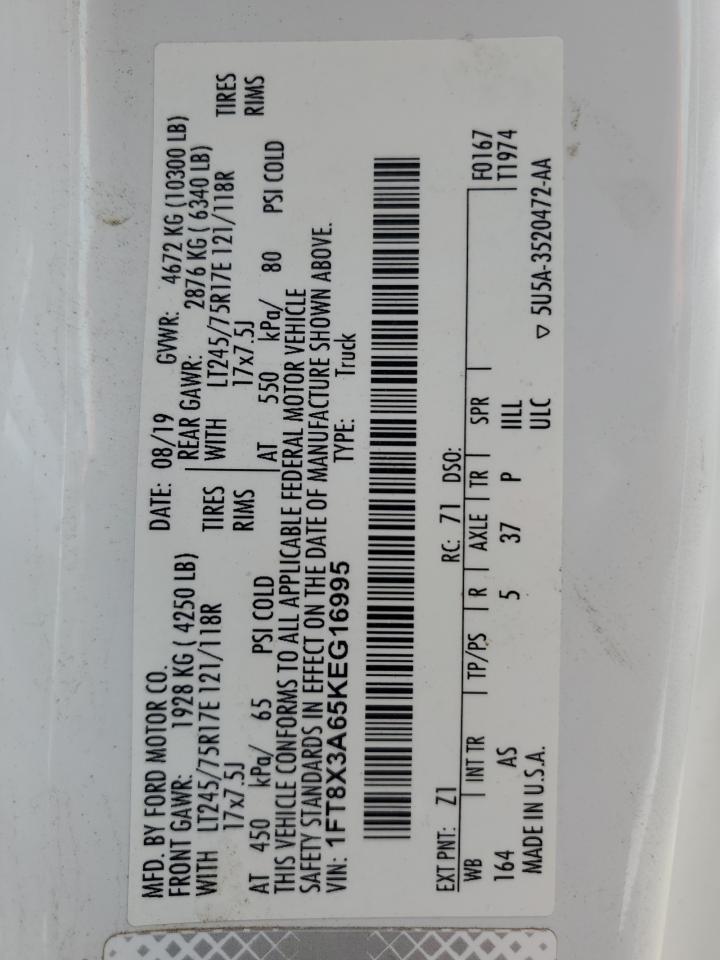 MFD. BY FORD MOTOR CO.
DATE: 08/19 GVWR: 4672 KG (10300 LB)
FRONT GAWR: 1928 KG ( 4250 LB) REAR GAWR: 2876 KG ( 6340 LB)
WITH LT245/75R17E 121/118R TIRES WITH LT245/75R17E 121/118R TIRES
17x7.5J RIMS 17x7.5J RIMS
AT 450 kPa/ 65 PSI COLD AT 550 kPa/ 80 PSI COLD
THIS VEHICLE CONFORMS TO ALL APPLICABLE FEDERAL MOTOR VEHICLE
SAFETY STANDARDS IN EFFECT ON THE DATE OF MANUFACTURE SHOWN ABOVE.
VIN: 1FT8X3A65KEG16995 TYPE: Truck
EXT PNT: Z1 RC: 71 DSO:
WB INT TR TP/PS R AXLE TR SPR F0167
T1974
164 AS 5 37 P IILL
ULC
MADE IN U.S.A. ▽ 5U5A-3520472-AA